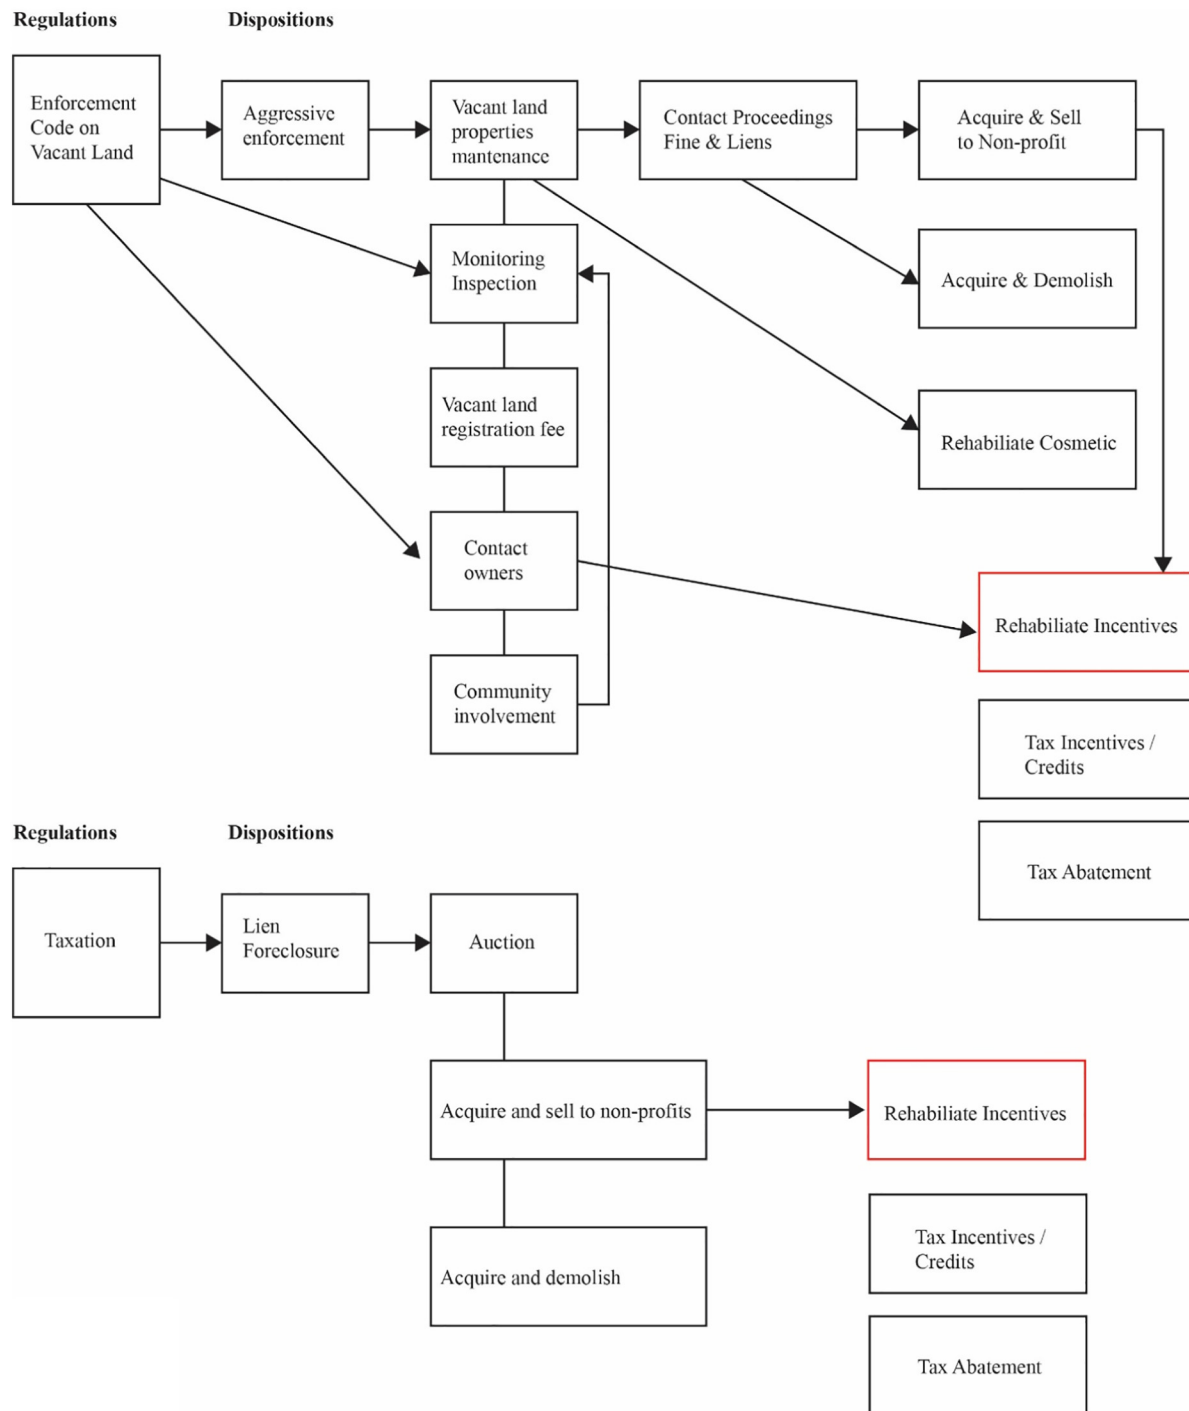 Regulations
Dispositions
Enforcement
Code on
Vacant Land
Aggressive
enforcement
Vacant land
properties
mantenance
Contact Proceedings
Fine & Liens
Acquire & Sell
to Non-profit
Monitoring
Inspection
Acquire & Demolish
Vacant land
registration fee
Rehabiliate Cosmetic
Contact
owners
Rehabiliate Incentives
Community
involvement
Tax Incentives /
Credits
Tax Abatement
Regulations
Dispositions
Taxation
Lien
Foreclosure
Auction
Acquire and sell to non-profits
Rehabiliate Incentives
Acquire and demolish
Tax Incentives /
Credits
Tax Abatement